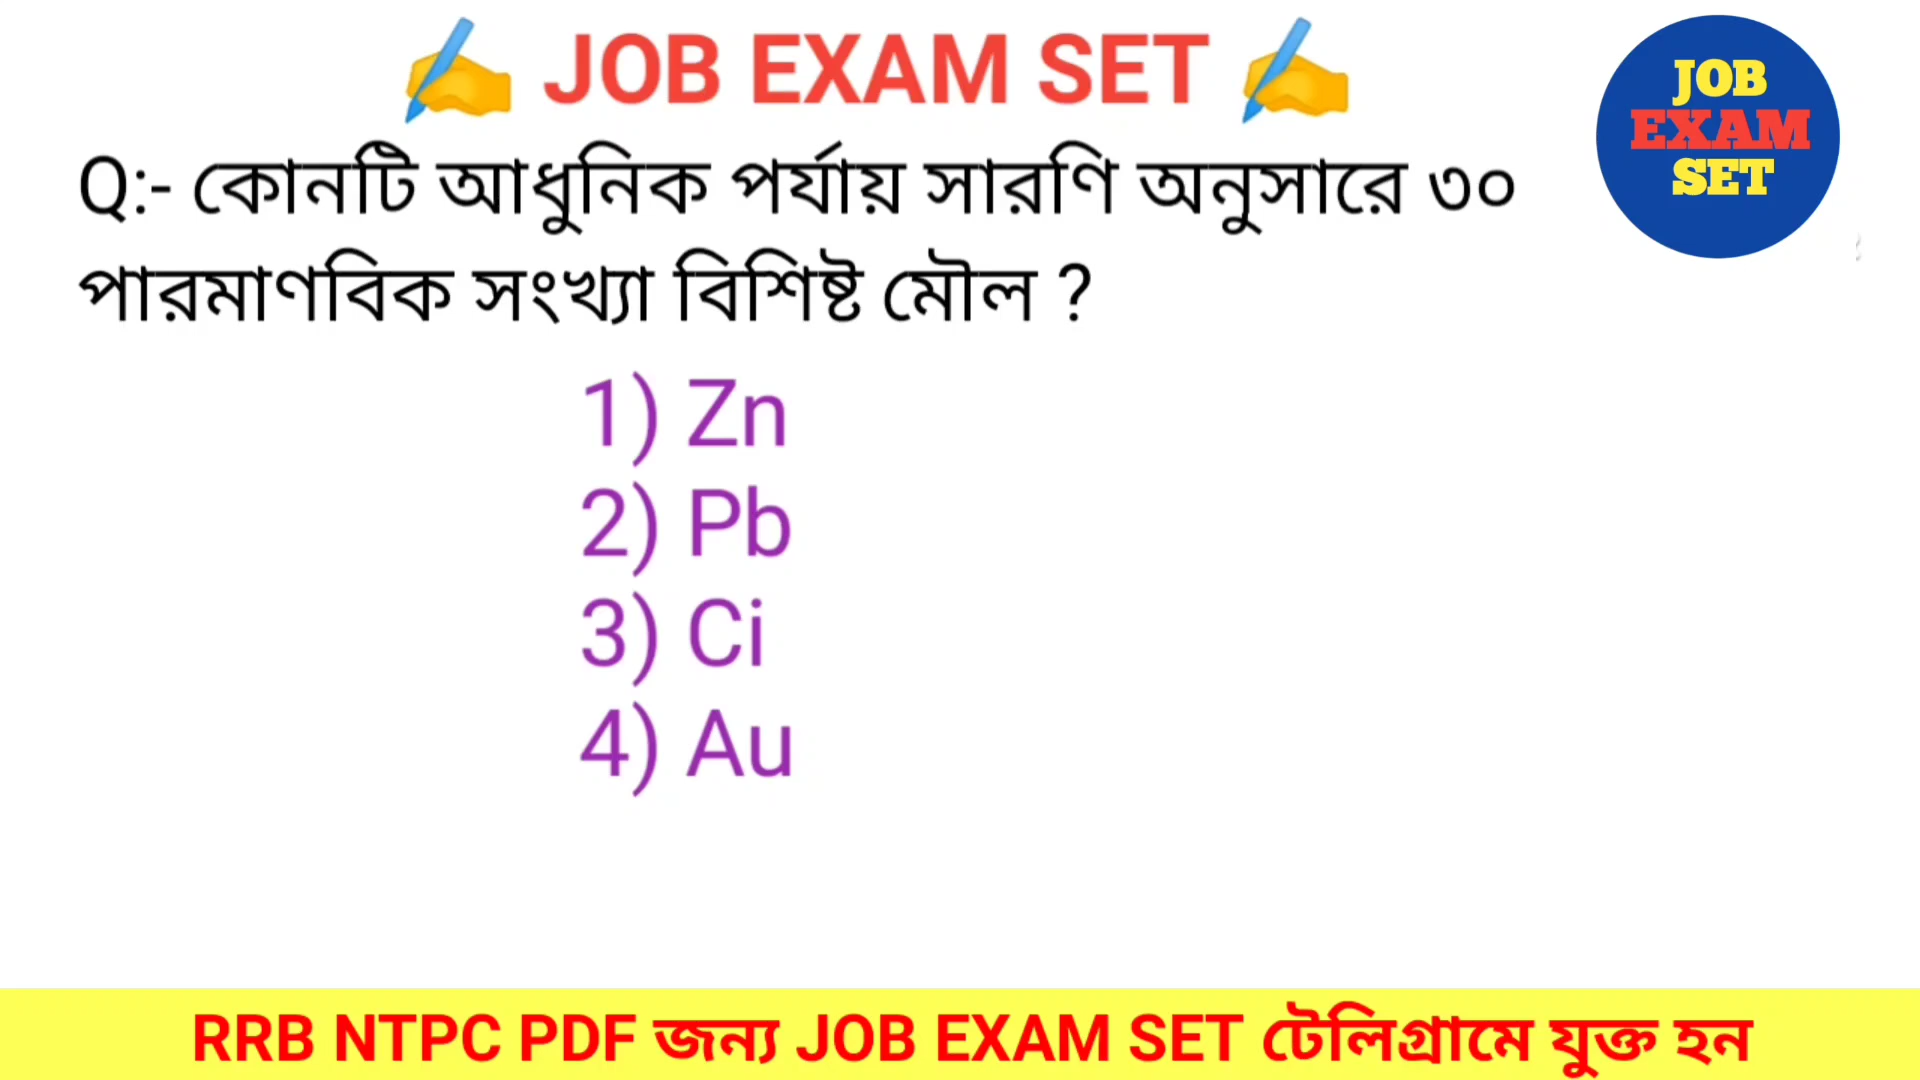 ✍️ JOB EXAM SET ✍️
JOB
EXAM
SET
Q:- কোনটি আধুনিক পর্যায় সারণি অনুসারে ৩০
পারমাণবিক সংখ্যা বিশিষ্ট মৌল ?
1) Zn
2) Pb
3) Ci
4) Au
RRB NTPC PDF জন্য JOB EXAM SET টেলিগ্রামে যুক্ত হন